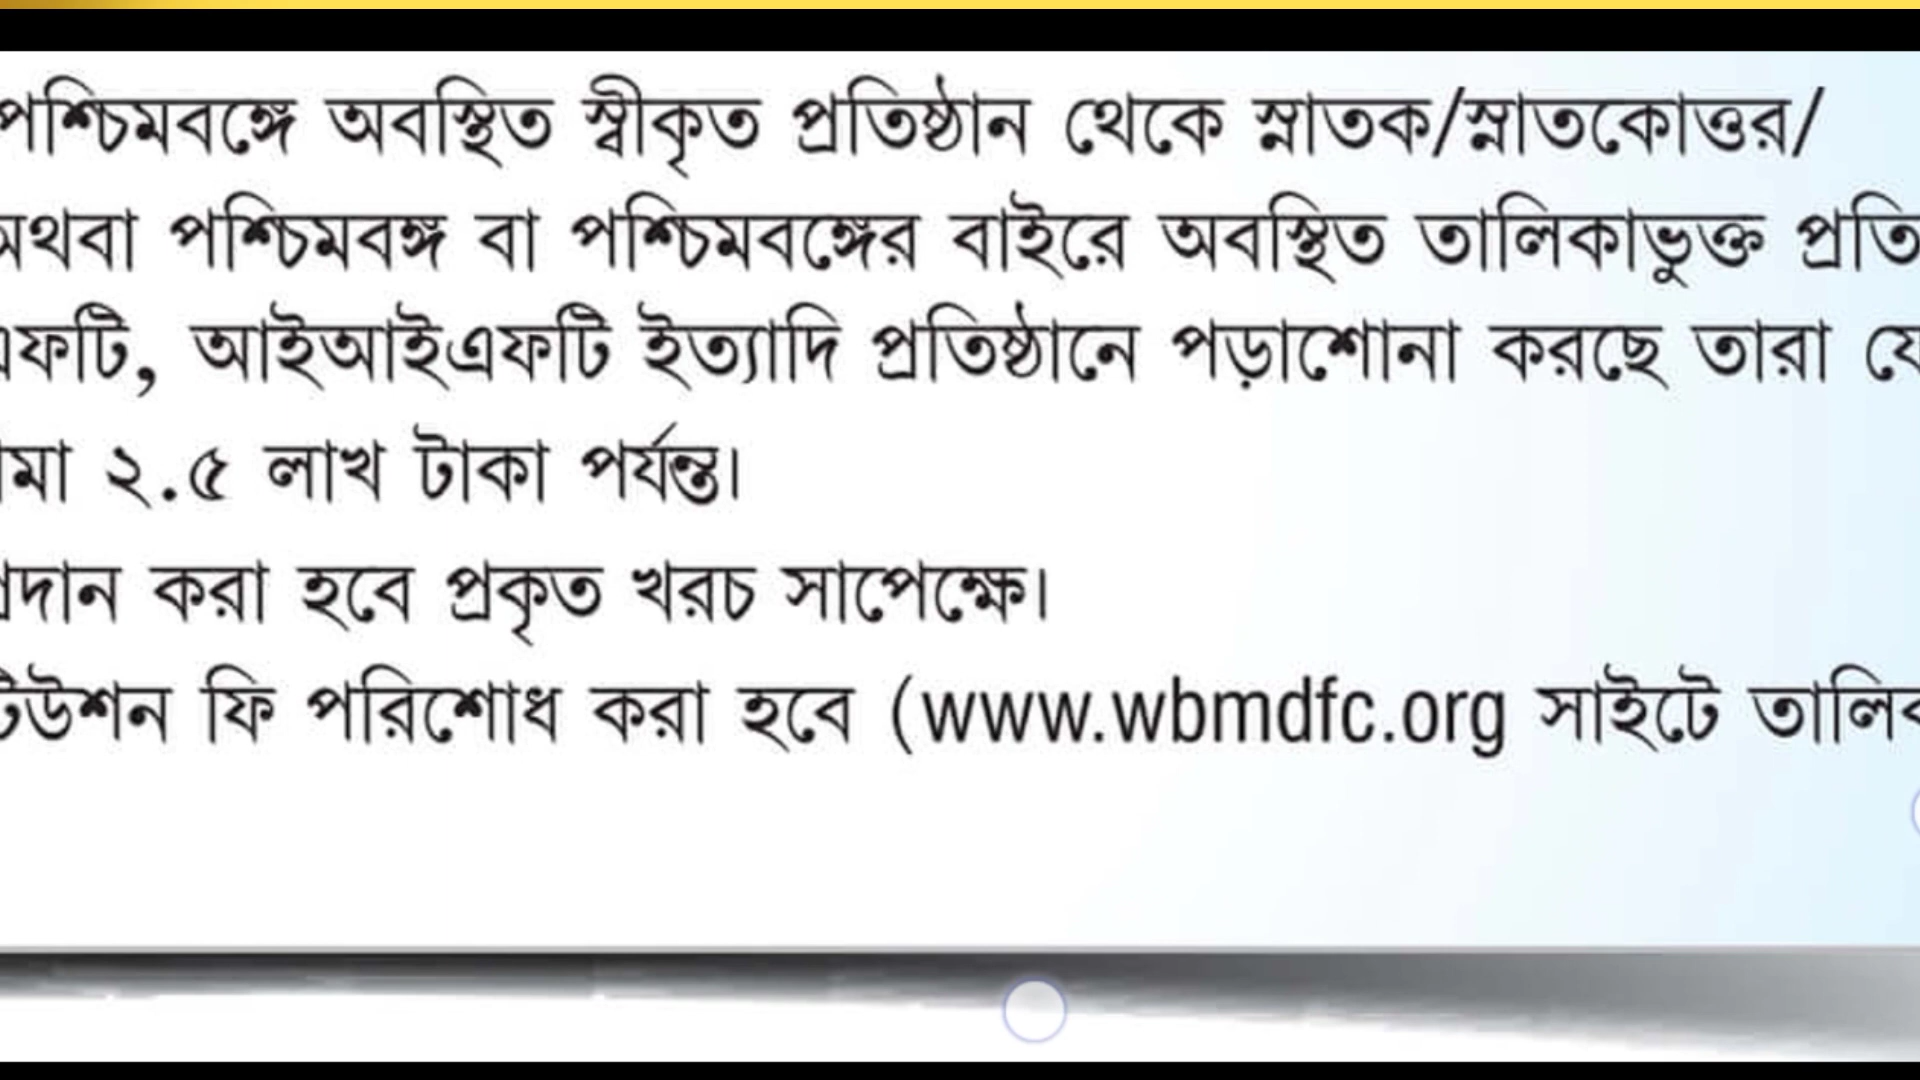 পশ্চিমবঙ্গে অবস্থিত স্বীকৃত প্রতিষ্ঠান থেকে স্নাতক/স্নাতকোত্তর/
অথবা পশ্চিমবঙ্গ বা পশ্চিমবঙ্গের বাইরে অবস্থিত তালিকাভুক্ত
আইআইএফটি ইত্যাদি প্রতিষ্ঠানে পড়াশোনা করছে তারা
২.৫ লাখ টাকা পর্যন্ত।
প্রদান করা হবে প্রকৃত খরচ সাপেক্ষে।
টিউশন ফি পরিশোধ করা হবে (www.wbmdfc.org সাইটে